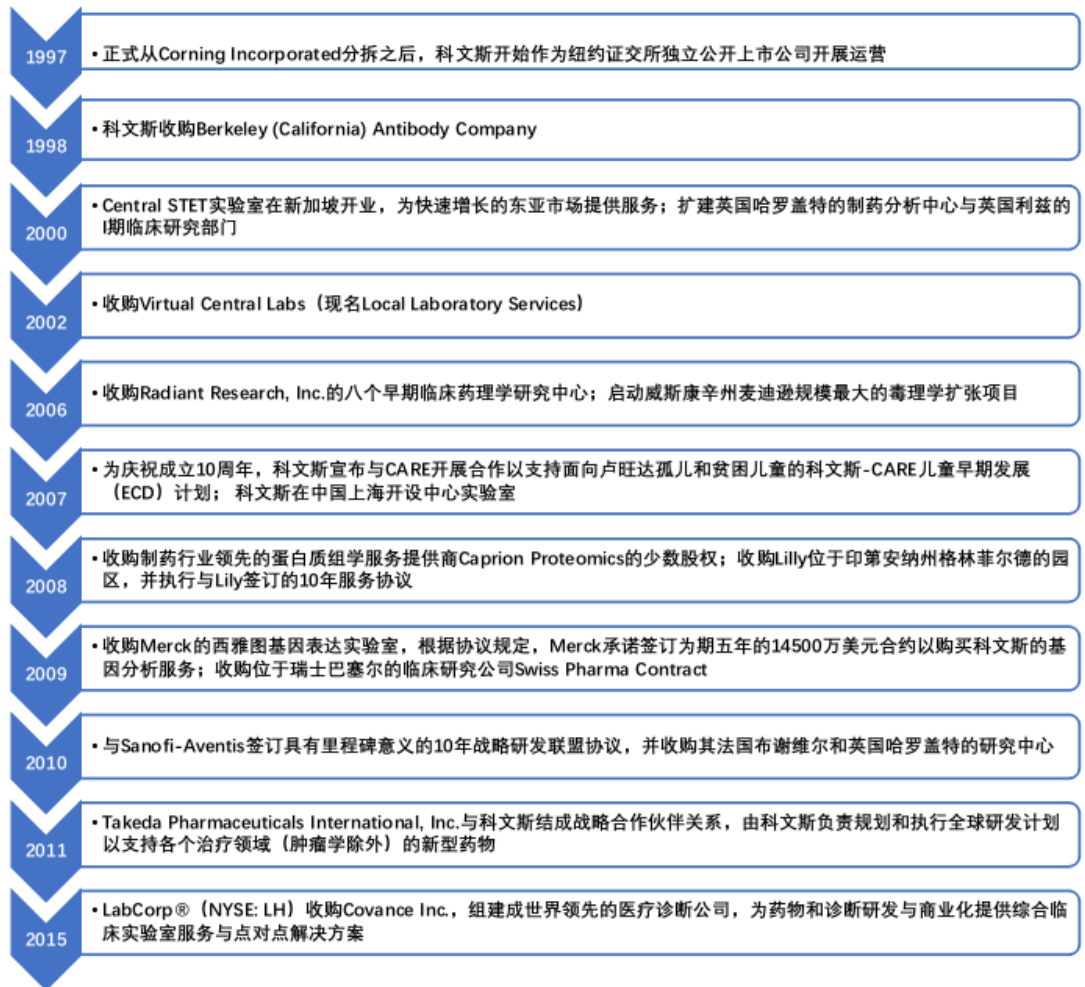 1997
• 正式从Corning Incorporated分拆之后，科文斯开始作为纽约证交所独立公开上市公司开展运营
1998
• 科文斯收购Berkeley (California) Antibody Company
2000
• Central STET实验室在新加坡开业，为快速增长的东亚市场提供服务；扩建英国哈罗盖特的制药分析中心与英国利兹的
I期临床研究部门
2002
• 收购Virtual Central Labs（现名Local Laboratory Services）
2006
• 收购Radiant Research, Inc.的八个早期临床药理学研究中心；启动威斯康辛州麦迪逊规模最大的毒理学扩张项目
2007
• 为庆祝成立10周年，科文斯宣布与CARE开展合作以支持面向卢旺达孤儿和贫困儿童的科文斯-CARE儿童早期发展
（ECD）计划； 科文斯在中国上海开设中心实验室
2008
• 收购制药行业领先的蛋白质组学服务提供商Caprion Proteomics的少数股权；收购Lilly位于印第安纳州格林菲尔德的园
区，并执行与Lily签订的10年服务协议
2009
• 收购Merck的西雅图基因表达实验室，根据协议规定，Merck承诺签订为期五年的14500万美元合约以购买科文斯的基
因分析服务；收购位于瑞士巴塞尔的临床研究公司Swiss Pharma Contract
2010
• 与Sanofi-Aventis签订具有里程碑意义的10年战略研发联盟协议，并收购其法国布谢维尔和英国哈罗盖特的研究中心
2011
• Takeda Pharmaceuticals International, Inc.与科文斯结成战略合作伙伴关系，由科文斯负责规划和执行全球研发计划
以支持各个治疗领域（肿瘤学除外）的新型药物
2015
• LabCorp®（NYSE: LH）收购Covance Inc.，组建成世界领先的医疗诊断公司，为药物和诊断研发与商业化提供综合临
床实验室服务与点对点解决方案